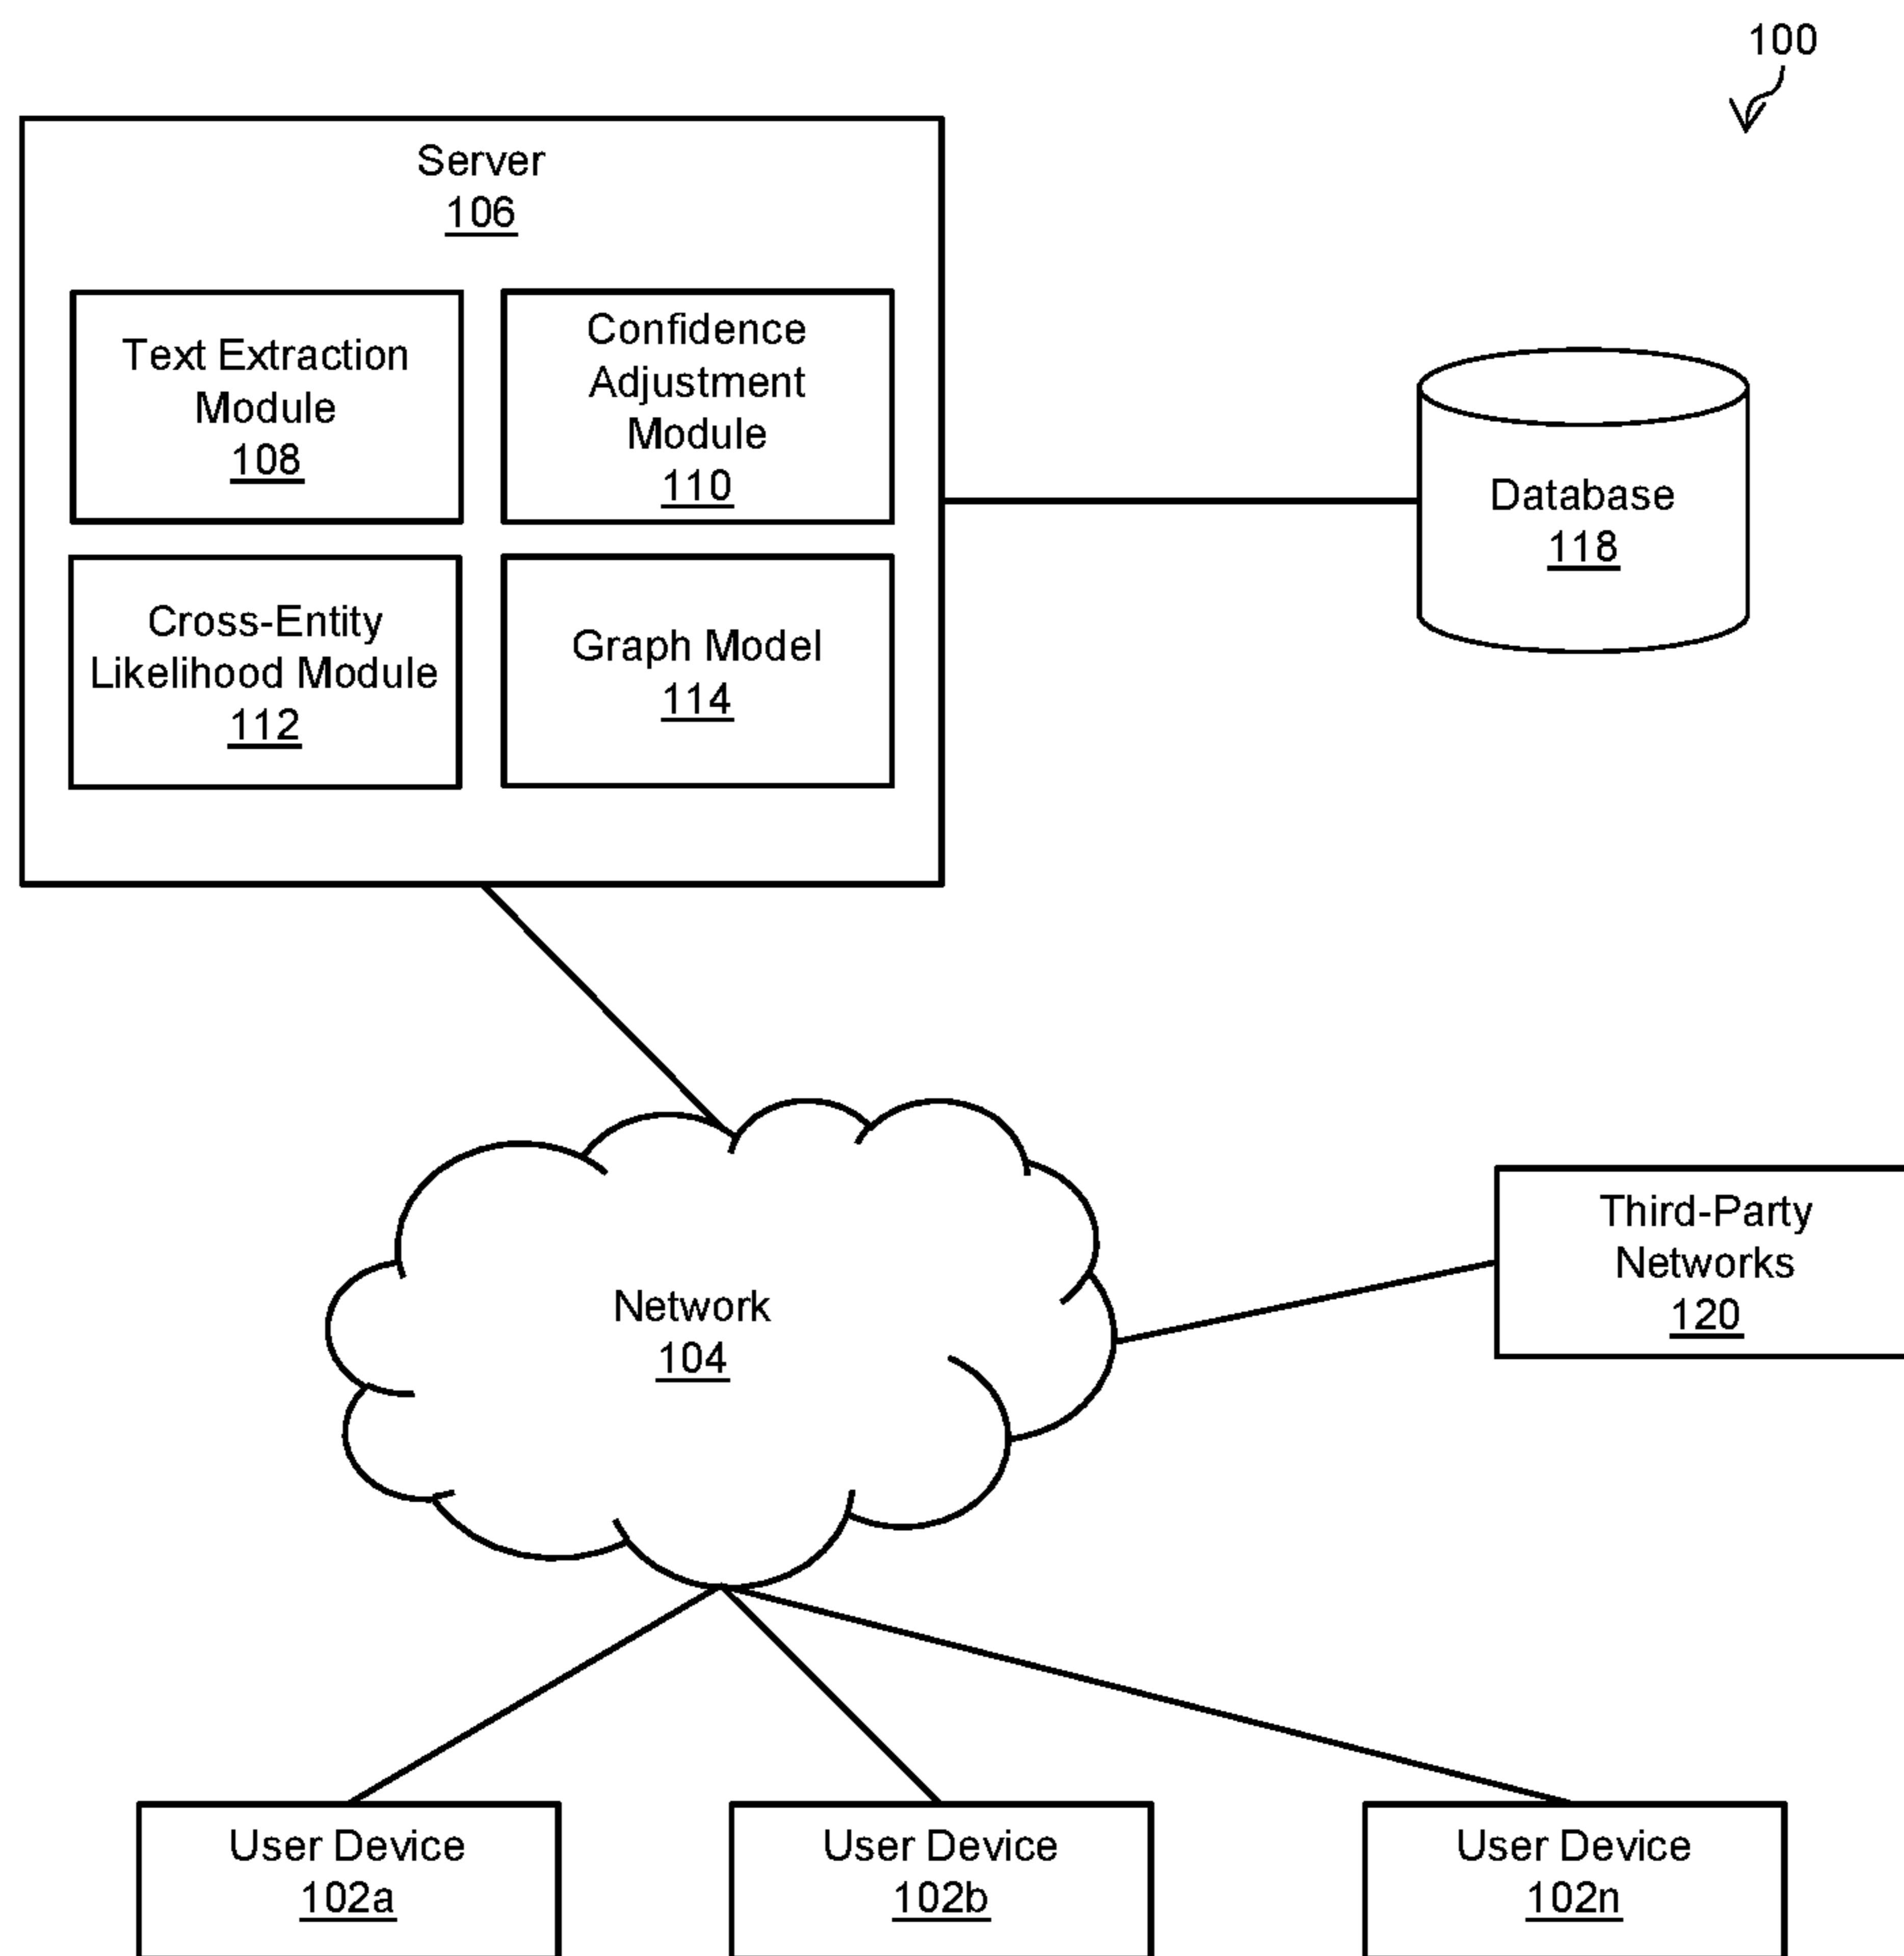 100
Server
106
Text Extraction
Module
108
Confidence
Adjustment
Module
110
Cross-Entity
Likelihood Module
112
Graph Model
114
Database
118
Network
104
Third-Party
Networks
120
User Device
102a
User Device
102b
User Device
102n